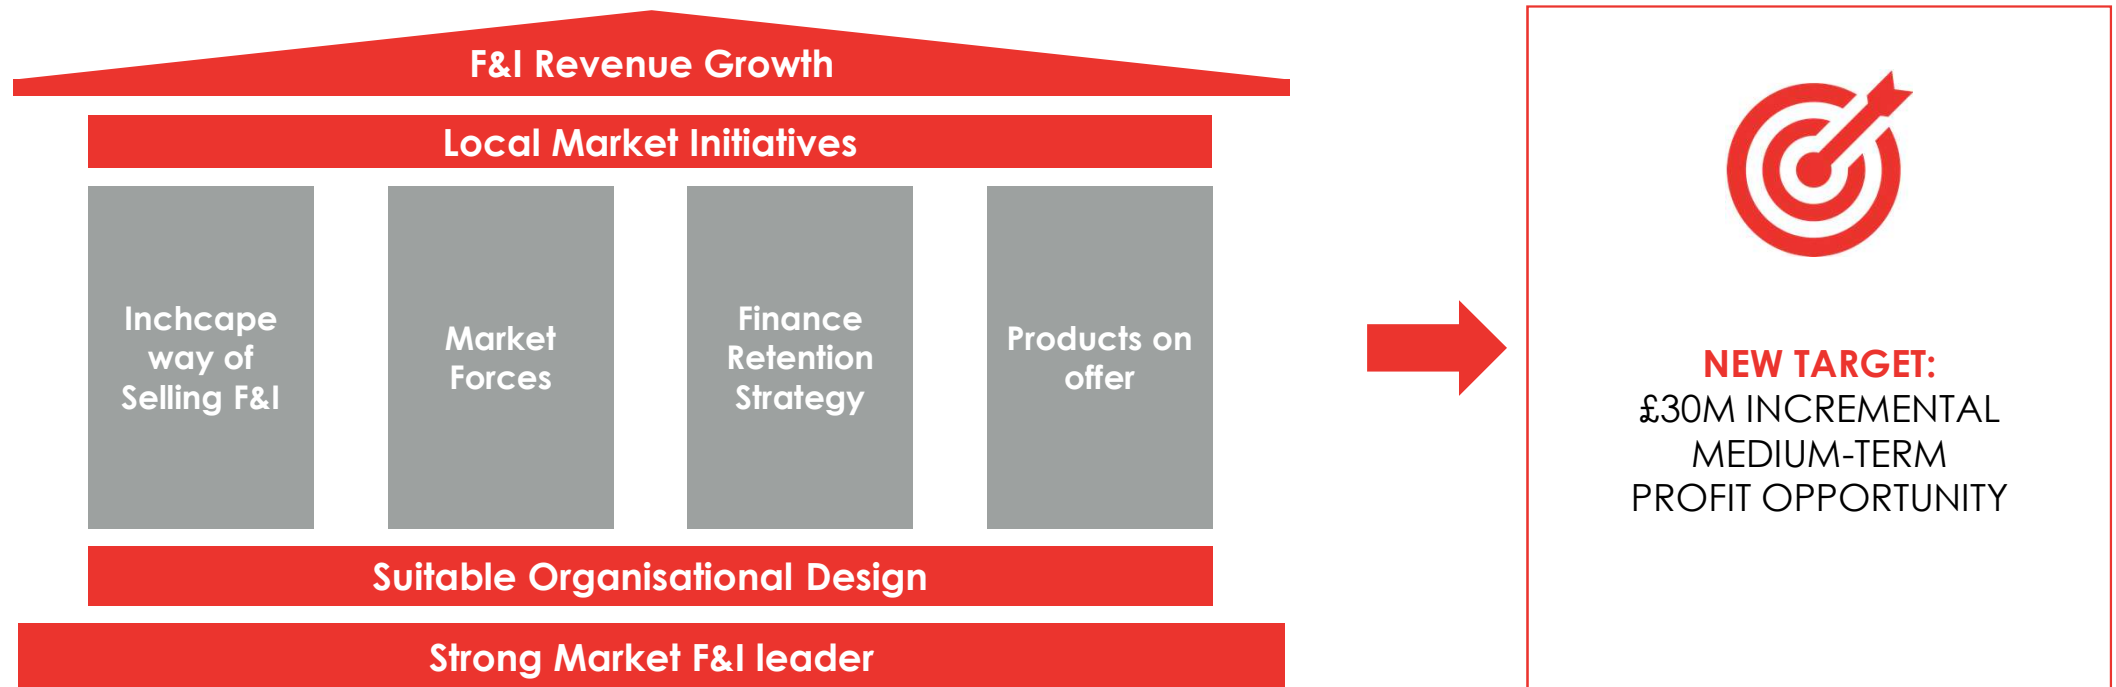 F&I Revenue Growth
Local Market Initiatives
Inchcape
way of
Selling F&I
Market
Forces
Finance
Retention
Strategy
Products on
offer
Suitable Organisational Design
Strong Market F&I leader
NEW TARGET:
£30M INCREMENTAL
MEDIUM-TERM
PROFIT OPPORTUNITY